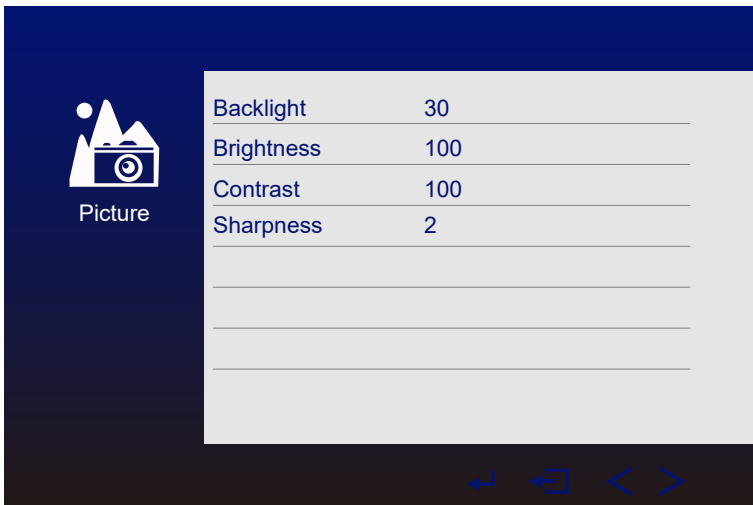 Picture
Backlight 30
Brightness 100
Contrast 100
Sharpness 2